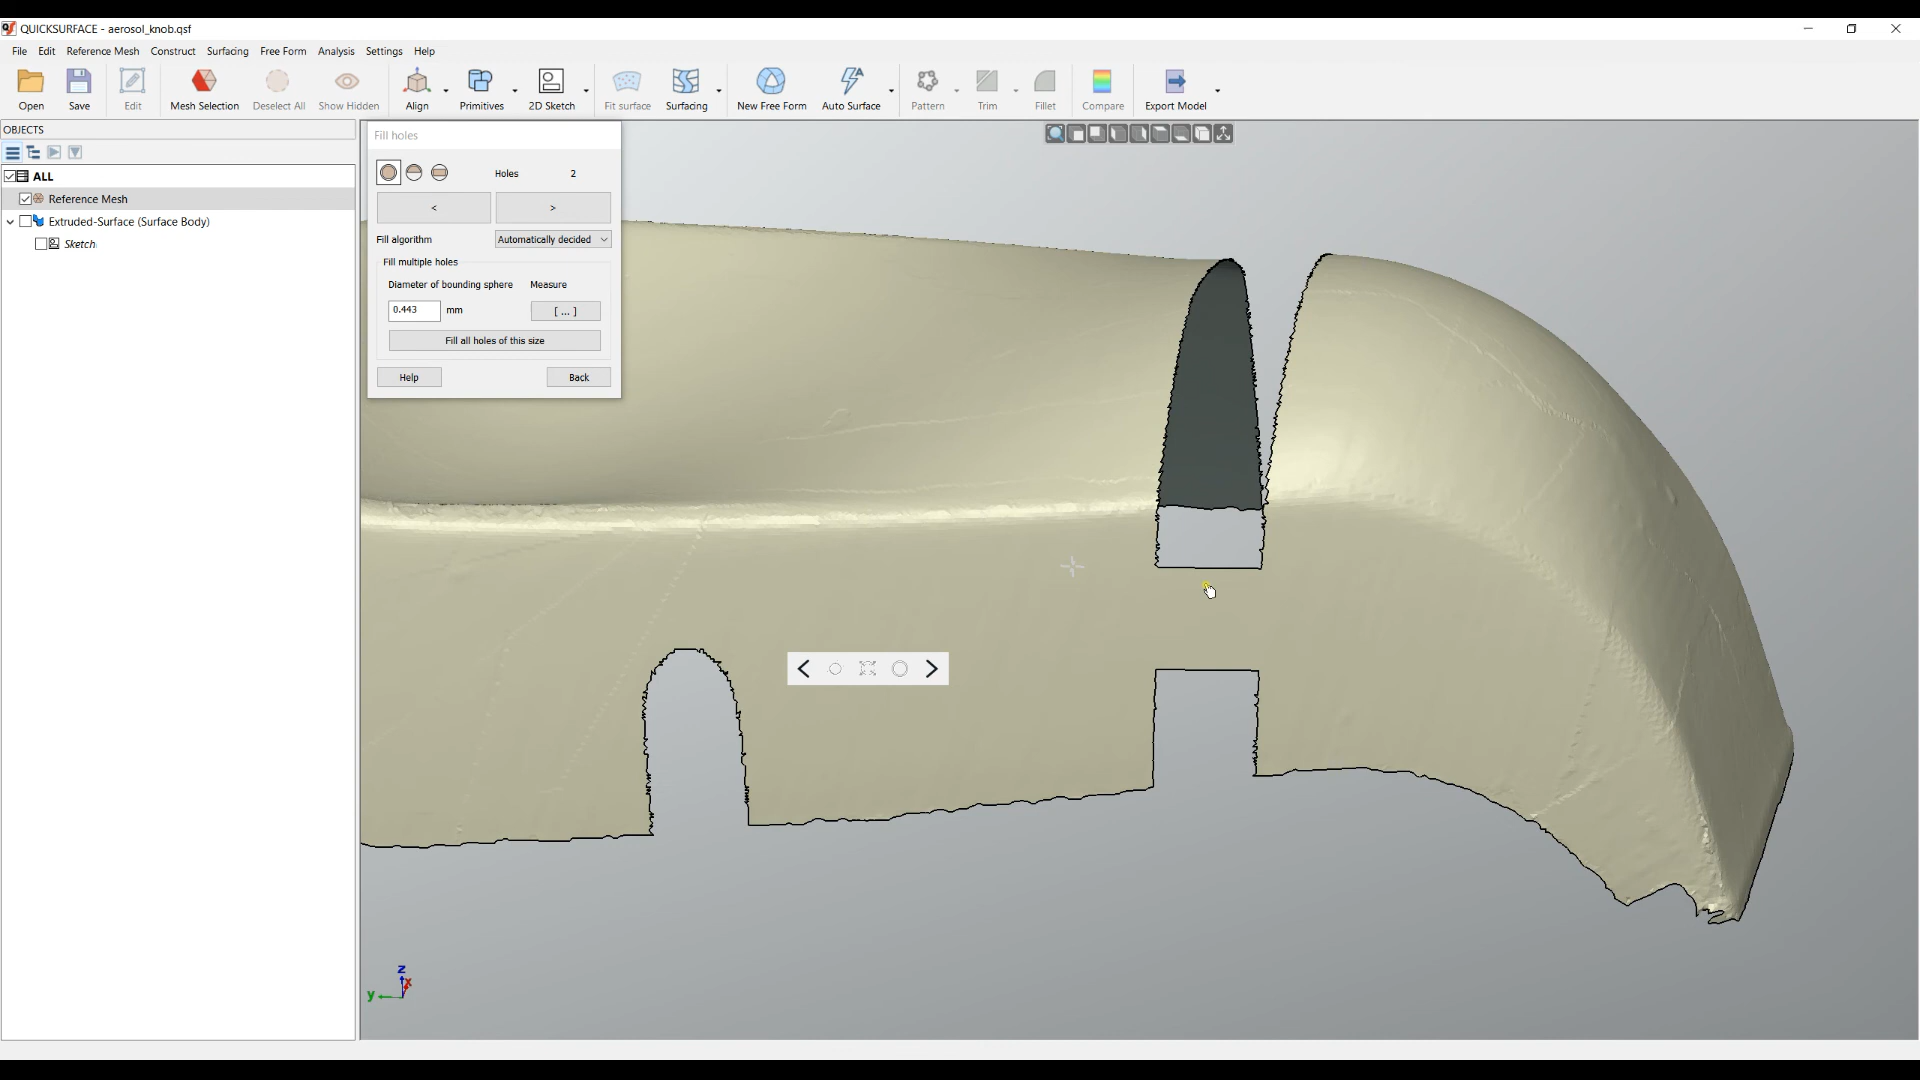 QUICKSURFACE - aerosol_knob.qsf
File Edit Reference Mesh Construct Surfacing Free Form Analysis Settings Help
Open Save Edit Mesh Selection Deselect All Show Hidden Align Primitives 2D Sketch Fit surface Surfacing New Free Form Auto Surface Pattern Trim Fillet Compare Export Model
OBJECTS
ALL
Reference Mesh
Extruded-Surface (Surface Body)
Sketch
Fill holes
Holes 2
< >
Fill algorithm Automatically decided
Fill multiple holes
Diameter of bounding sphere Measure
0.443 mm [ ... ]
Fill all holes of this size
Help Back
z
x
y